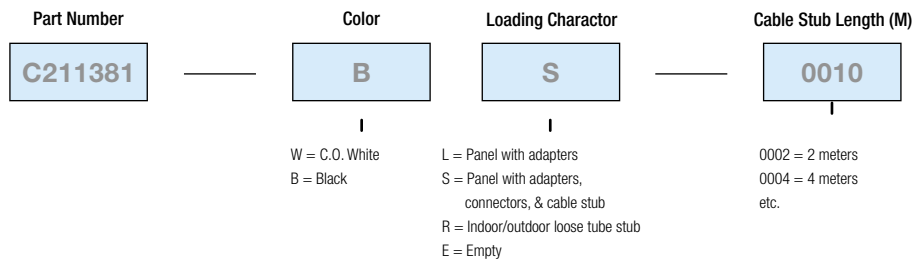 Part Number
Color
Loading Charactor
Cable Stub Length (M)
C211381
B
S
0010
W = C.O. White
B = Black
L = Panel with adapters
S = Panel with adapters,
connectors, & cable stub
R = Indoor/outdoor loose tube stub
E = Empty
0002 = 2 meters
0004 = 4 meters
etc.